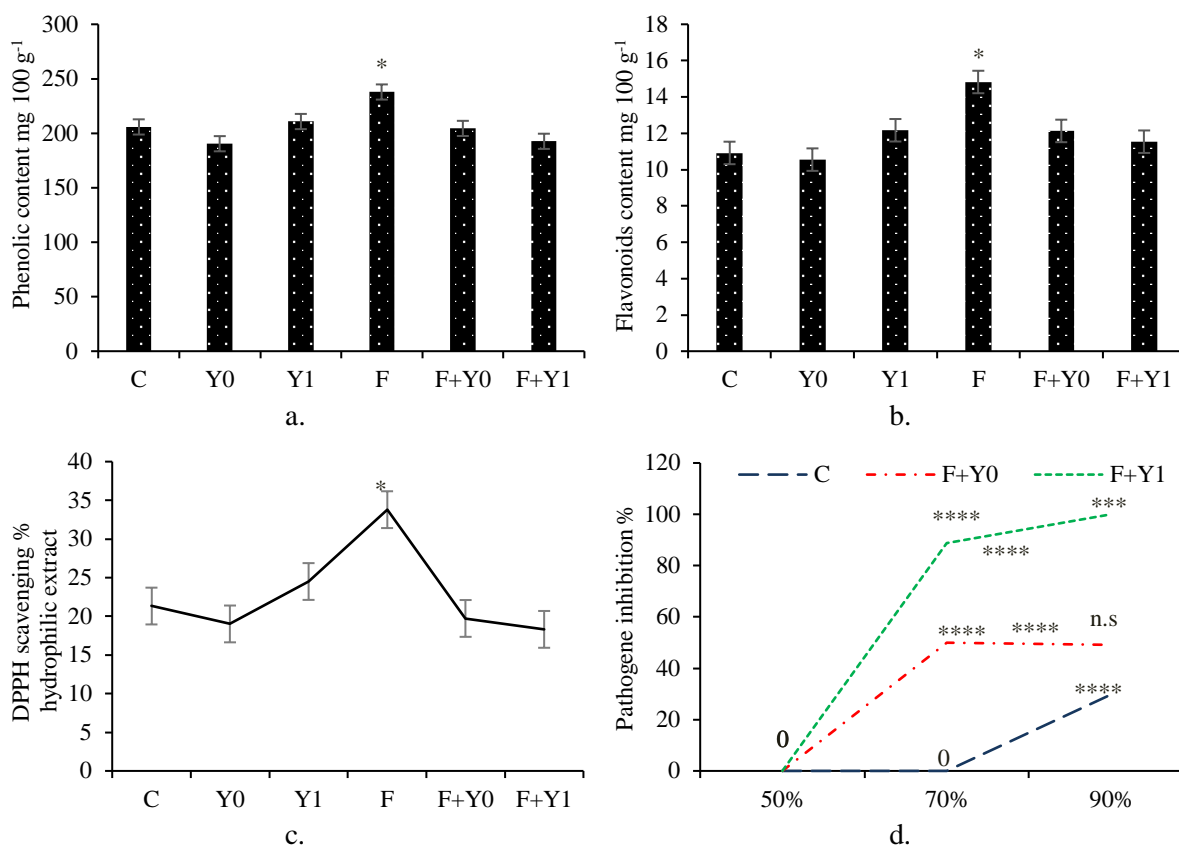 Phenolic content mg 100 g⁻¹
300
250
200
150
100
50
0
*
C Y0 Y1 F F+Y0 F+Y1
a.
Flavonoids content mg 100 g⁻¹
18
16
14
12
10
8
6
4
2
0
*
C Y0 Y1 F F+Y0 F+Y1
b.
DPPH scavenging %
hydrophilic extract
40
35
30
25
20
15
10
5
0
*
C Y0 Y1 F F+Y0 F+Y1
c.
Pathogene inhibition %
120
100
80
60
40
20
0
C F+Y0 F+Y1
**** ***
****
**** **** n.s
****
0 0
50% 70% 90%
d.